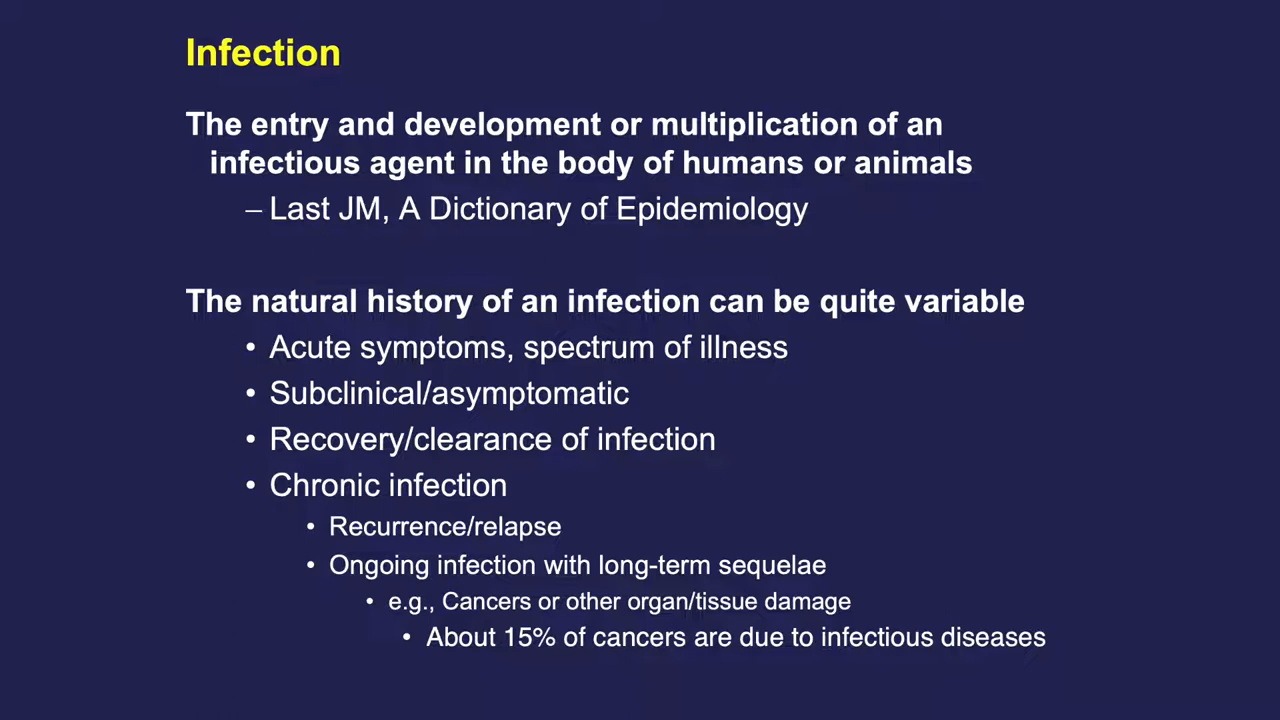 Infection
The entry and development or multiplication of an
infectious agent in the body of humans or animals
– Last JM, A Dictionary of Epidemiology
The natural history of an infection can be quite variable
• Acute symptoms, spectrum of illness
• Subclinical/asymptomatic
• Recovery/clearance of infection
• Chronic infection
• Recurrence/relapse
• Ongoing infection with long-term sequelae
• e.g., Cancers or other organ/tissue damage
• About 15% of cancers are due to infectious diseases